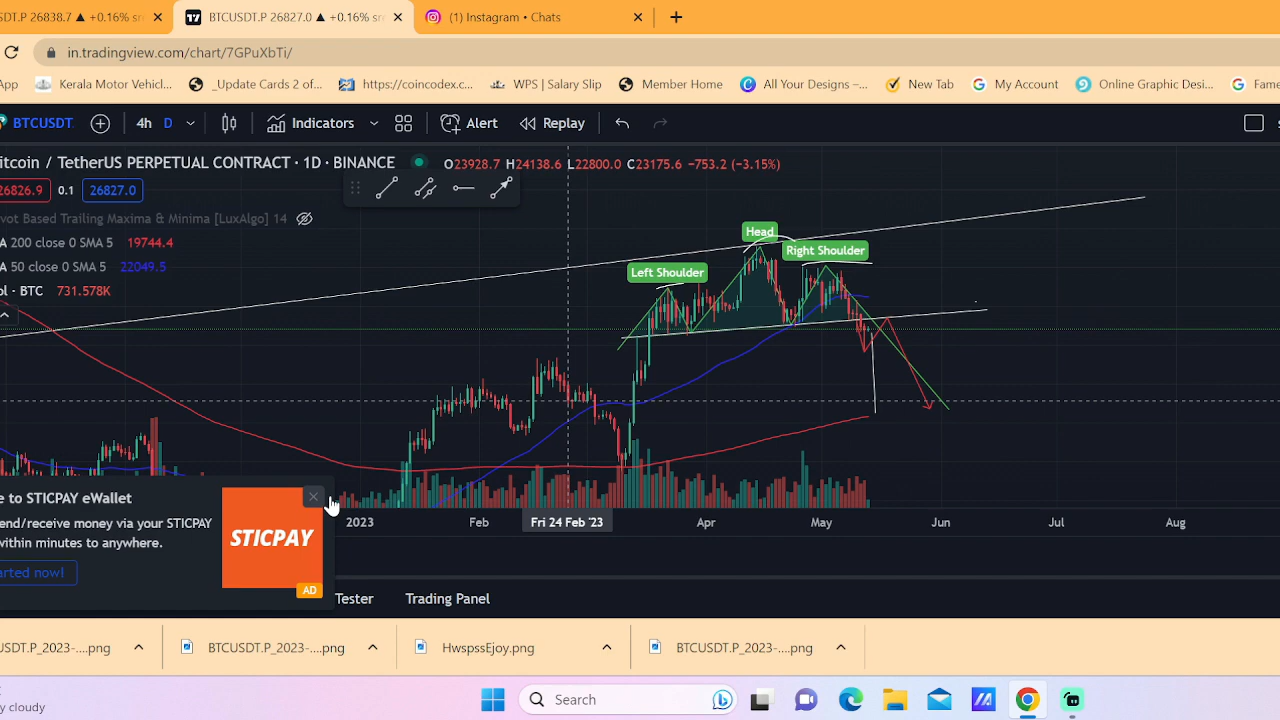 SDT.P 26838.7 ▲ +0.16% sn
BTCUSDT.P 26827.0 ▲ +0.16% sn
(1) Instagram • Chats
in.tradingview.com/chart/7GPuXbTi/
App
Kerala Motor Vehicl...
_Update Cards 2 of...
https://coincodex.c...
WPS | Salary Slip
Member Home
All Your Designs –...
New Tab
My Account
Online Graphic Desi...
Fame
BTCUSDT
4h
D
Indicators
Alert
Replay
itcoin / TetherUS PERPETUAL CONTRACT · 1D · BINANCE
O23928.7 H24138.6 L22800.0 C23175.6 −753.2 (−3.15%)
26826.9
0.1
26827.0
vot Based Trailing Maxima & Minima [LuxAlgo] 14
A 200 close 0 SMA 5 19744.4
A 50 close 0 SMA 5 22049.5
ol · BTC 731.578K
Head
Right Shoulder
Left Shoulder
e to STICPAY eWallet
end/receive money via your STICPAY
within minutes to anywhere.
arted now!
STICPAY
AD
2023
Feb
Fri 24 Feb '23
Apr
May
Jun
Jul
Aug
Tester
Trading Panel
SDT.P_2023-....png
BTCUSDT.P_2023-....png
HwspssEjoy.png
BTCUSDT.P_2023-....png
y cloudy
Search